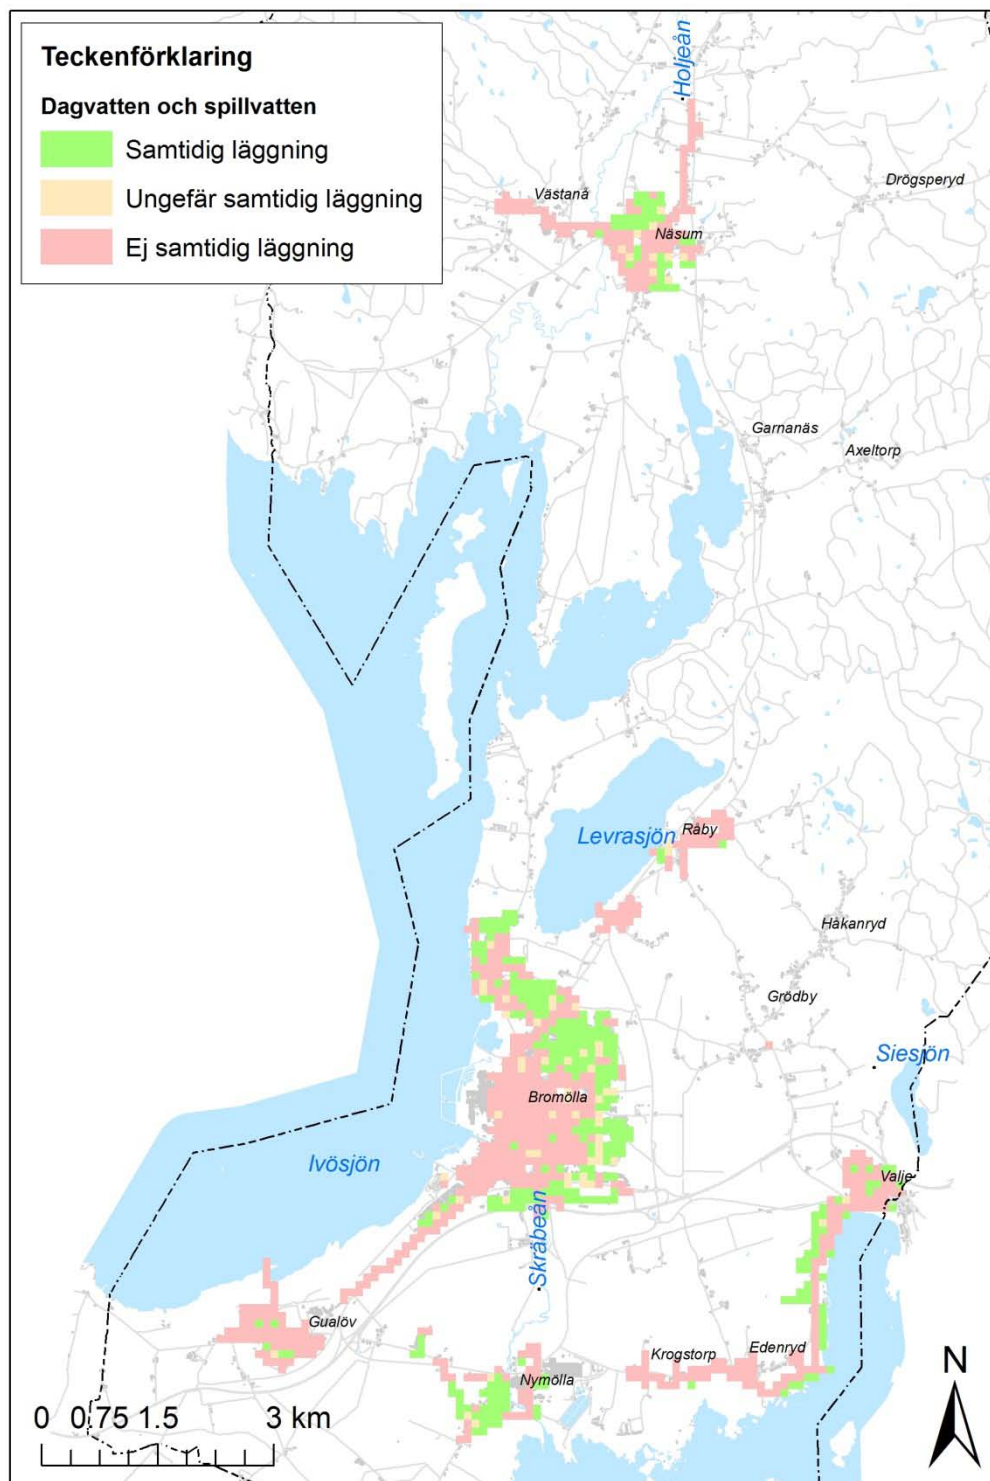 Teckenförklaring
Dagvatten och spillvatten
Samtidig läggning
Ungefär samtidig läggning
Ej samtidig läggning
Holjeån
Drögsperyd
Västanå
Näsum
Garnanäs
Axeltorp
Levrasjön
Råby
Håkanryd
Grödby
Siesjön
Bromölla
Ivösjön
Valje
Skräbeån
Gualöv
Krogstorp
Edenryd
Nymölla
0 0,75 1,5 3 km
N